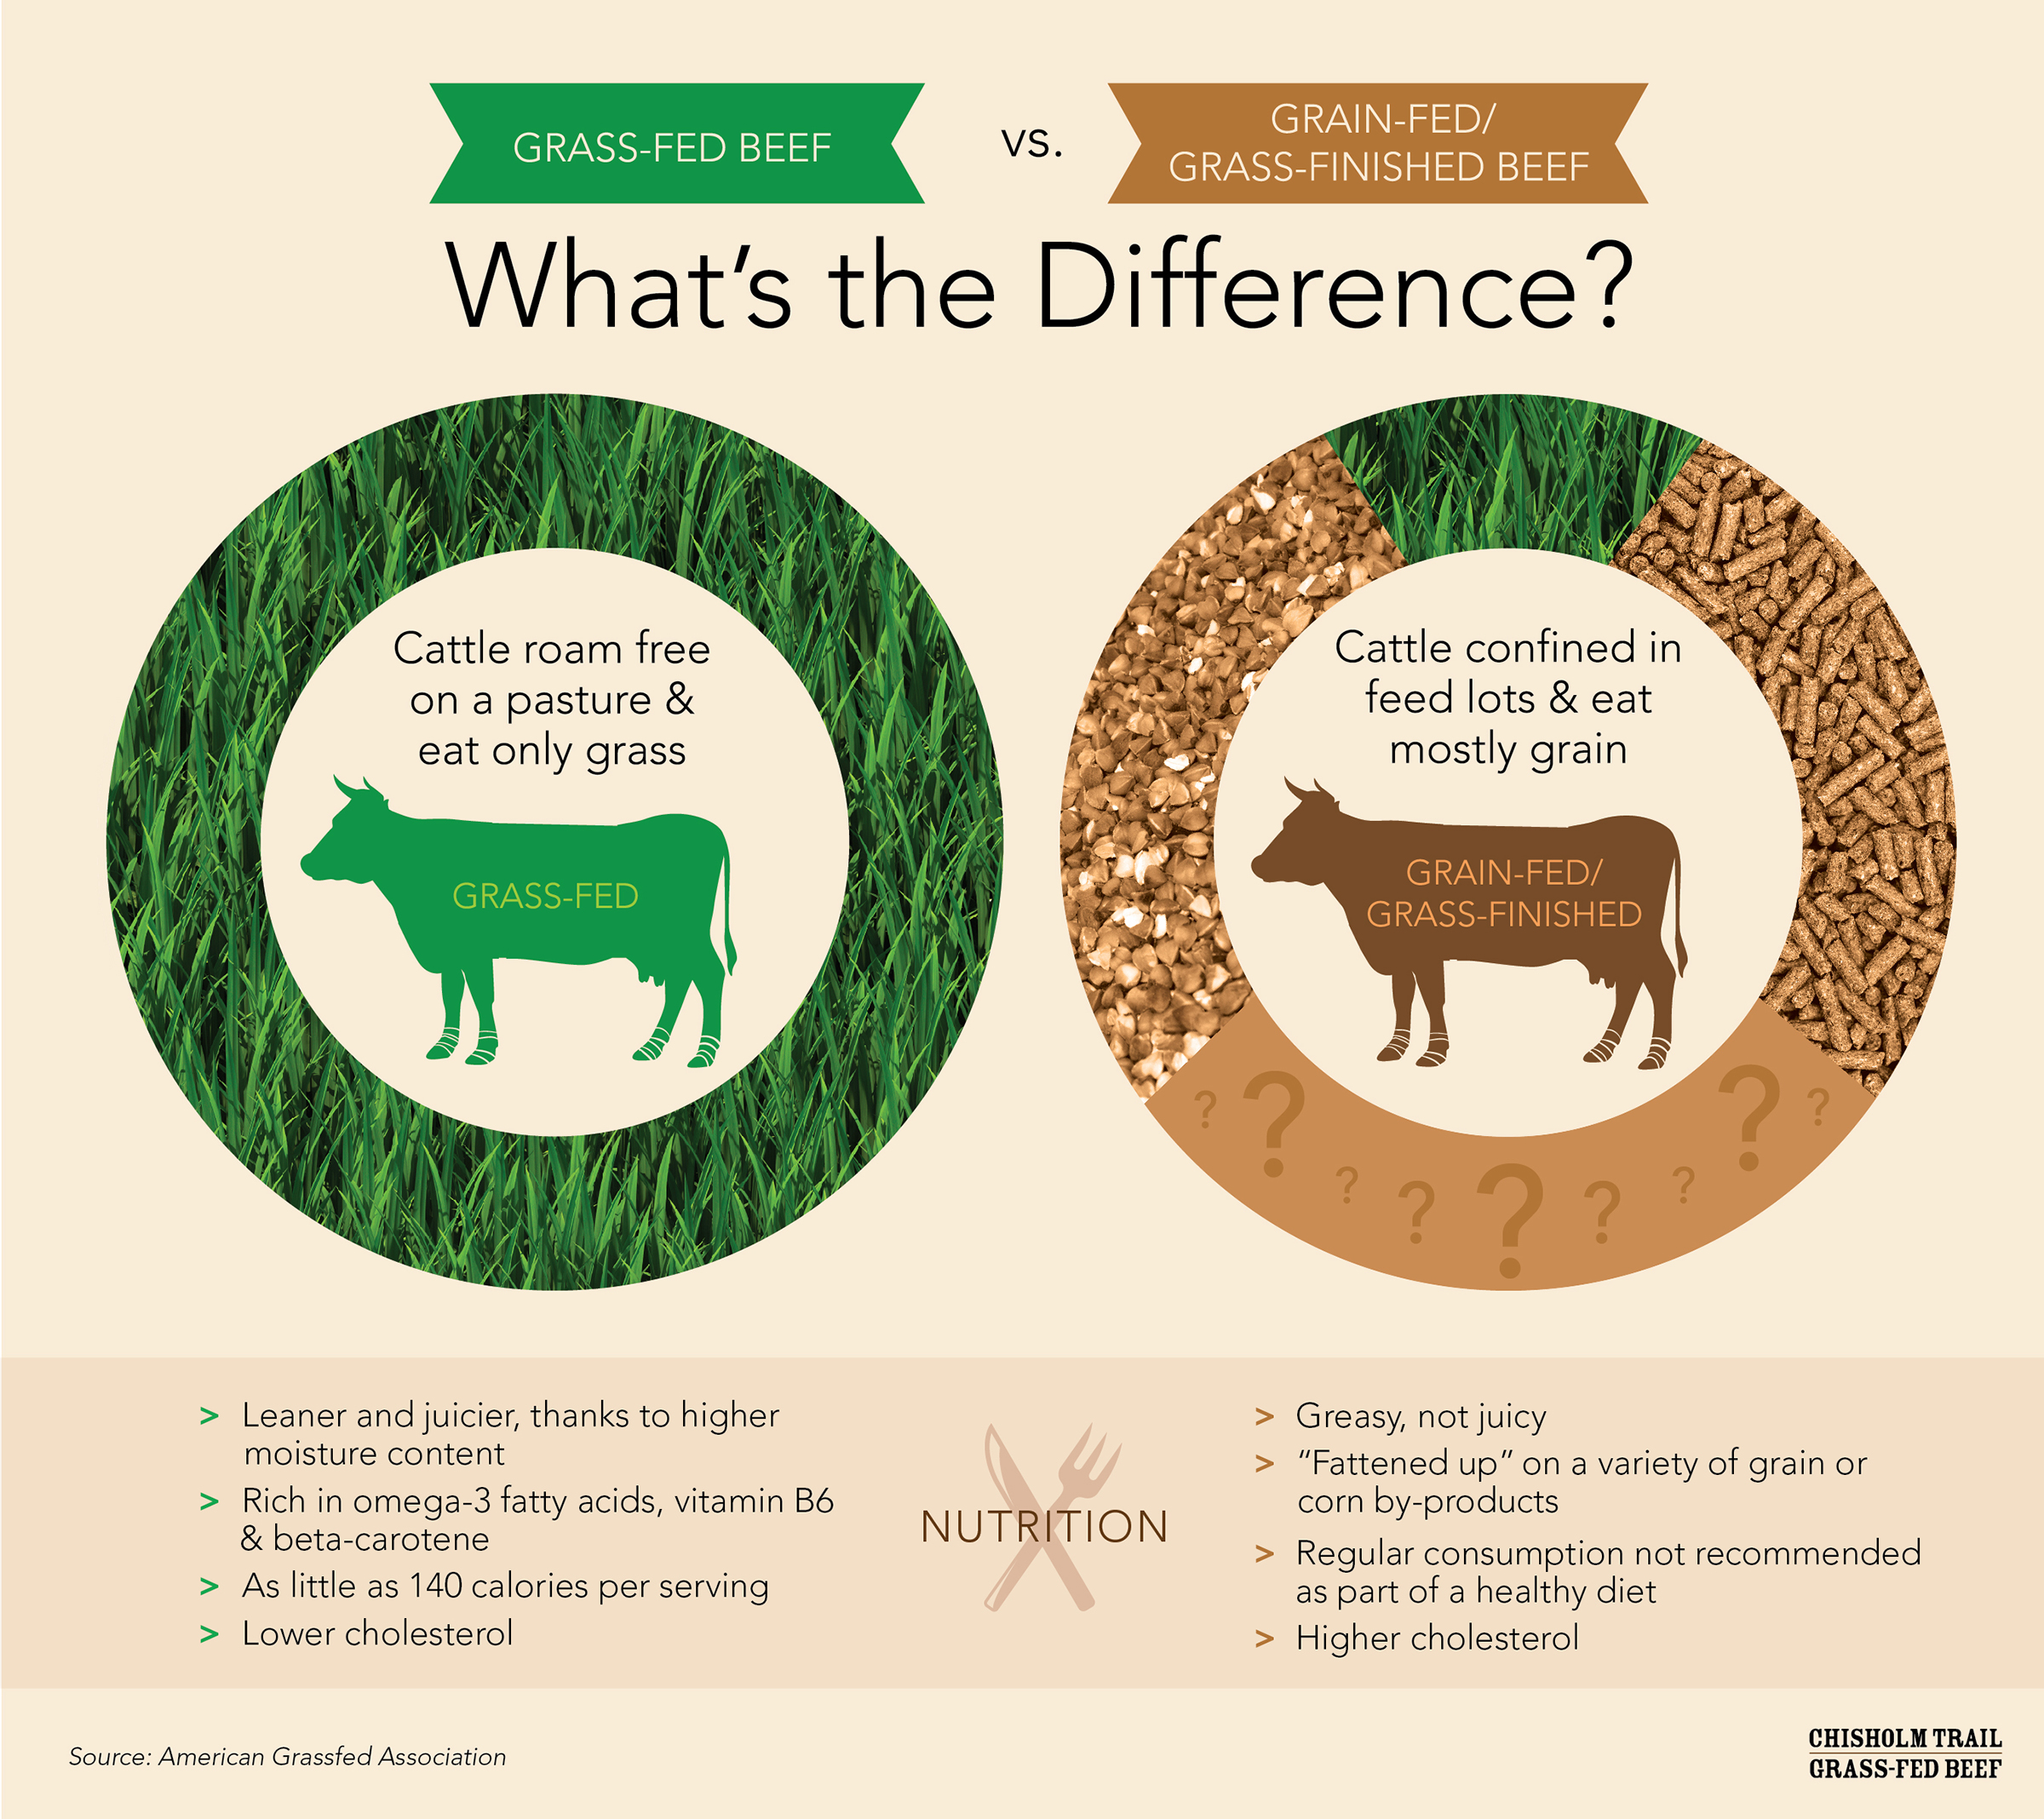 GRASS-FED BEEF
vs.
GRAIN-FED/
GRASS-FINISHED BEEF
What's the Difference?
Cattle roam free
on a pasture &
eat only grass
GRASS-FED
Cattle confined in
feed lots & eat
mostly grain
GRAIN-FED/
GRASS-FINISHED
? ? ? ? ? ? ? ? ?
> Leaner and juicier, thanks to higher
moisture content
> Rich in omega-3 fatty acids, vitamin B6
& beta-carotene
> As little as 140 calories per serving
> Lower cholesterol
NUTRITION
> Greasy, not juicy
> “Fattened up” on a variety of grain or
corn by-products
> Regular consumption not recommended
as part of a healthy diet
> Higher cholesterol
Source: American Grassfed Association
CHISHOLM TRAIL
GRASS-FED BEEF